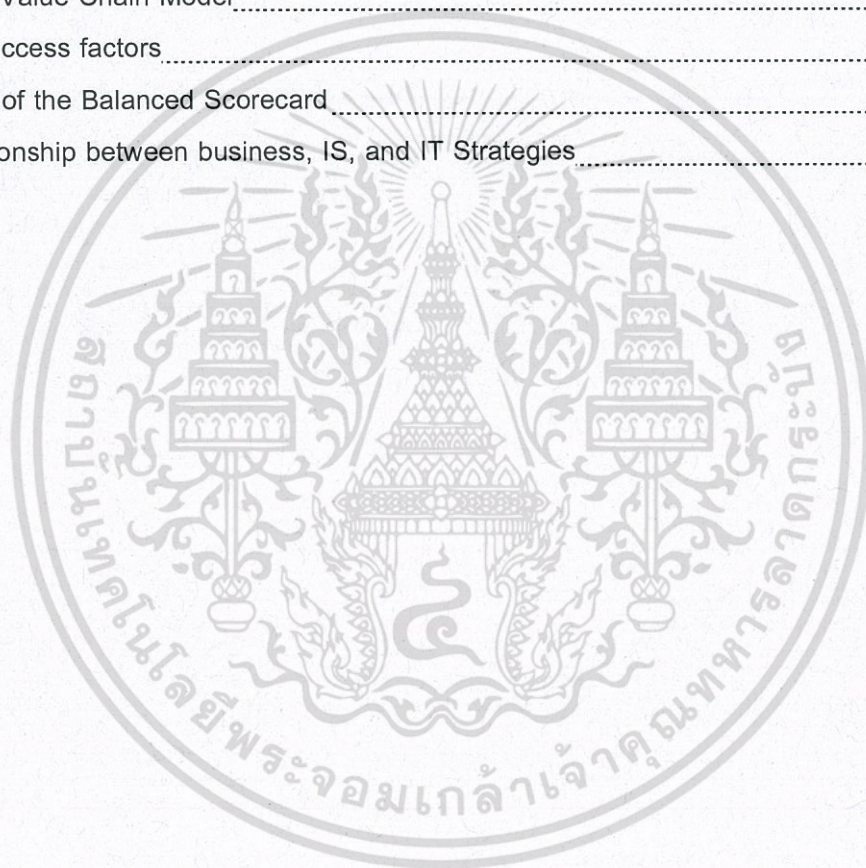 Value Chain Model
ccess factors
of the Balanced Scorecard
onship between business, IS, and IT Strategies
๔
สถาบันเทคโนโลยีพระจอมเกล้าเจ้าคุณทหารลาดกระบัง